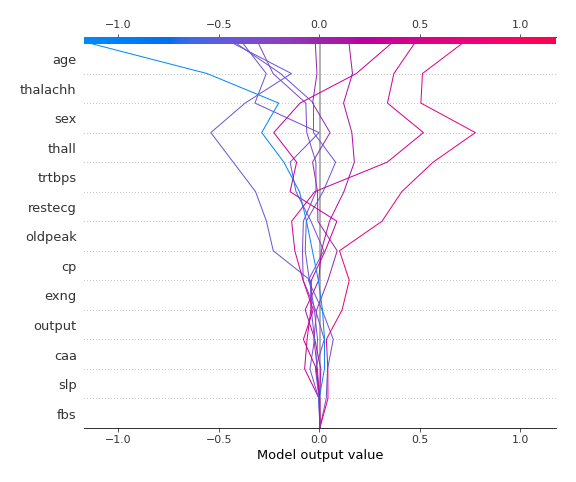 −1.0 −0.5 0.0 0.5 1.0
age
thalachh
sex
thall
trtbps
restecg
oldpeak
cp
exng
output
caa
slp
fbs
−1.0 −0.5 0.0 0.5 1.0
Model output value